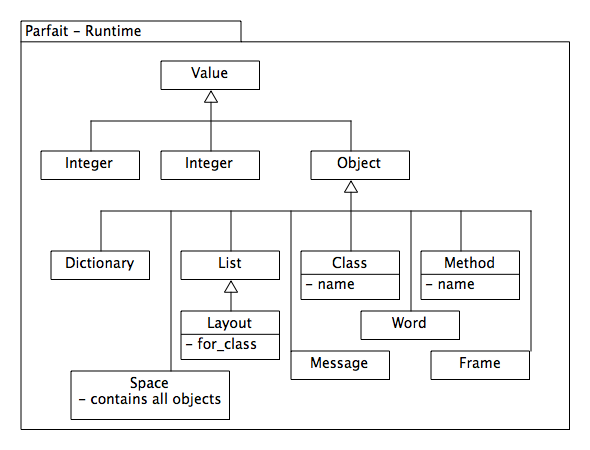 Parfait - Runtime
Value
Integer
Integer
Object
Dictionary
List
Class
- name
Method
- name
Layout
- for_class
Word
Message
Frame
Space
- contains all objects